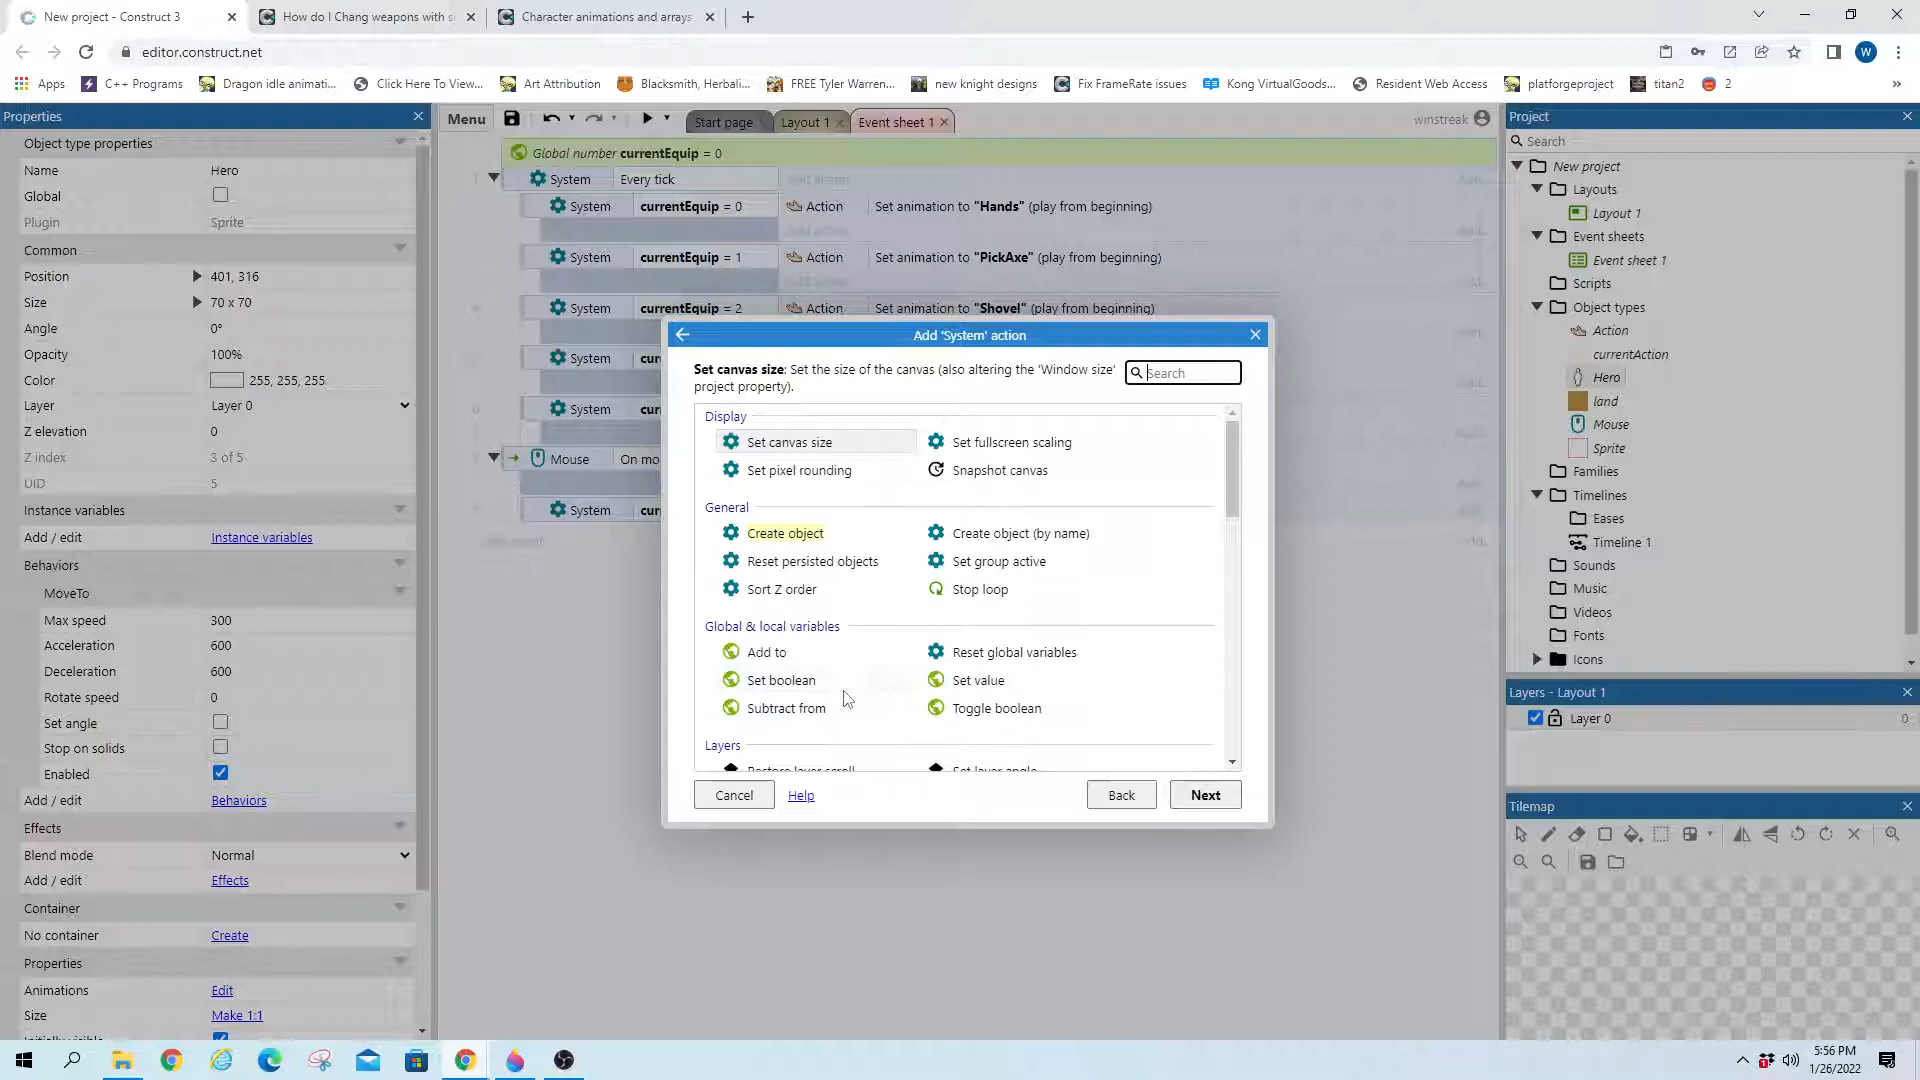 New project - Construct 3
How do I Chang weapons with s
Character animations and arrays
editor.construct.net
W
Apps
C++ Programs
Dragon idle animati...
Click Here To View...
Art Attribution
Blacksmith, Herbali...
FREE Tyler Warren...
new knight designs
Fix FrameRate issues
Kong VirtualGoods...
Resident Web Access
platforgeproject
titan2
2
Properties
Object type properties
Name Hero
Global
Plugin Sprite
Common
Position 401, 316
Size 70 x 70
Angle 0°
Opacity 100%
Color 255, 255, 255
Layer Layer 0
Z elevation 0
Z index 3 of 5
UID 5
Instance variables
Add / edit Instance variables
Behaviors
MoveTo
Max speed 300
Acceleration 600
Deceleration 600
Rotate speed 0
Set angle
Stop on solids
Enabled
Add / edit Behaviors
Effects
Blend mode Normal
Add / edit Effects
Container
No container Create
Properties
Animations Edit
Size Make 1:1
Menu
Start page
Layout 1
Event sheet 1
winstreak
Global number currentEquip = 0
System Every tick
System currentEquip = 0 Action Set animation to "Hands" (play from beginning)
System currentEquip = 1 Action Set animation to "PickAxe" (play from beginning)
System currentEquip = 2 Action Set animation to "Shovel" (play from beginning)
System cur
System cur
Mouse On mo
System cur
Add 'System' action
Set canvas size: Set the size of the canvas (also altering the 'Window size' project property).
Search
Display
Set canvas size Set fullscreen scaling
Set pixel rounding Snapshot canvas
General
Create object Create object (by name)
Reset persisted objects Set group active
Sort Z order Stop loop
Global & local variables
Add to Reset global variables
Set boolean Set value
Subtract from Toggle boolean
Layers
Restore layer scroll Set layer angle
Cancel Help Back Next
Project
Search
New project
Layouts
Layout 1
Event sheets
Event sheet 1
Scripts
Object types
Action
currentAction
Hero
land
Mouse
Sprite
Families
Timelines
Eases
Timeline 1
Sounds
Music
Videos
Fonts
Icons
Layers - Layout 1
Layer 0 0
Tilemap
5:56 PM
1/26/2022